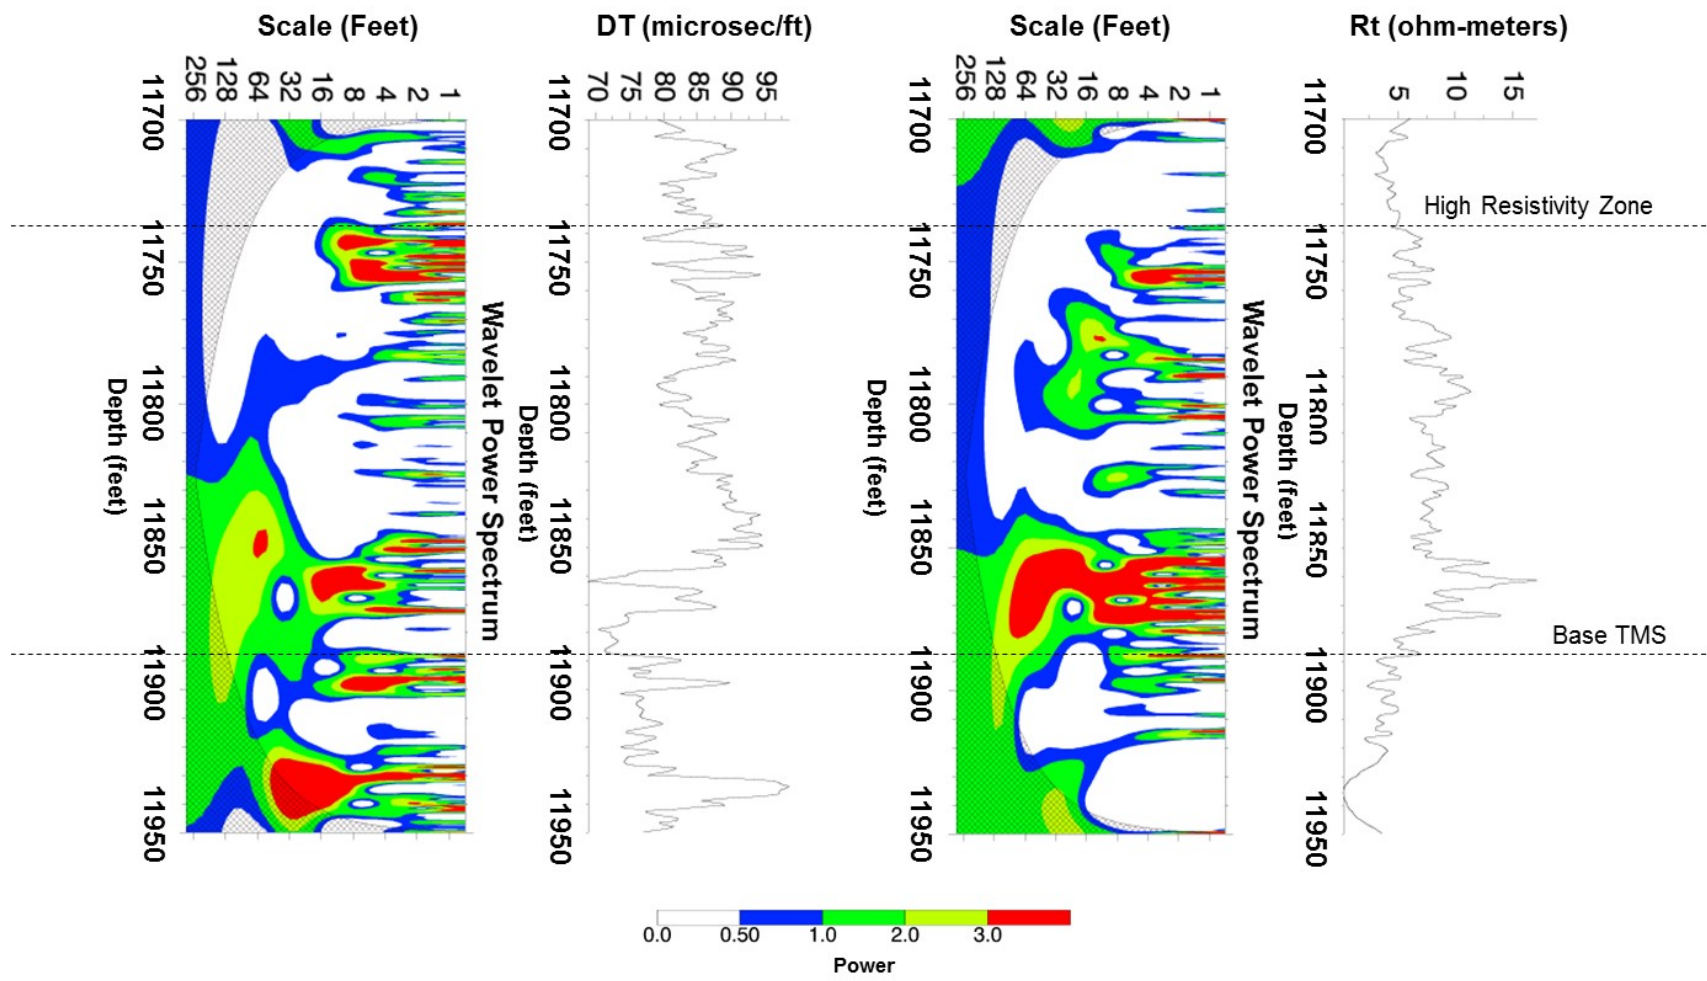 Scale (Feet)
DT (microsec/ft)
Scale (Feet)
Rt (ohm-meters)
256 128 64 32 16 8 4 2 1
70 75 80 85 90 95
256 128 64 32 16 8 4 2 1
5 10 15
11700 11750 11800 11850 11900 11950
Depth (feet)
Wavelet Power Spectrum
11700 11750 11800 11850 11900 11950
Depth (feet)
11700 11750 11800 11850 11900 11950
Depth (feet)
Wavelet Power Spectrum
11700 11750 11800 11850 11900 11950
Depth (feet)
High Resistivity Zone
Base TMS
0.0 0.50 1.0 2.0 3.0
Power